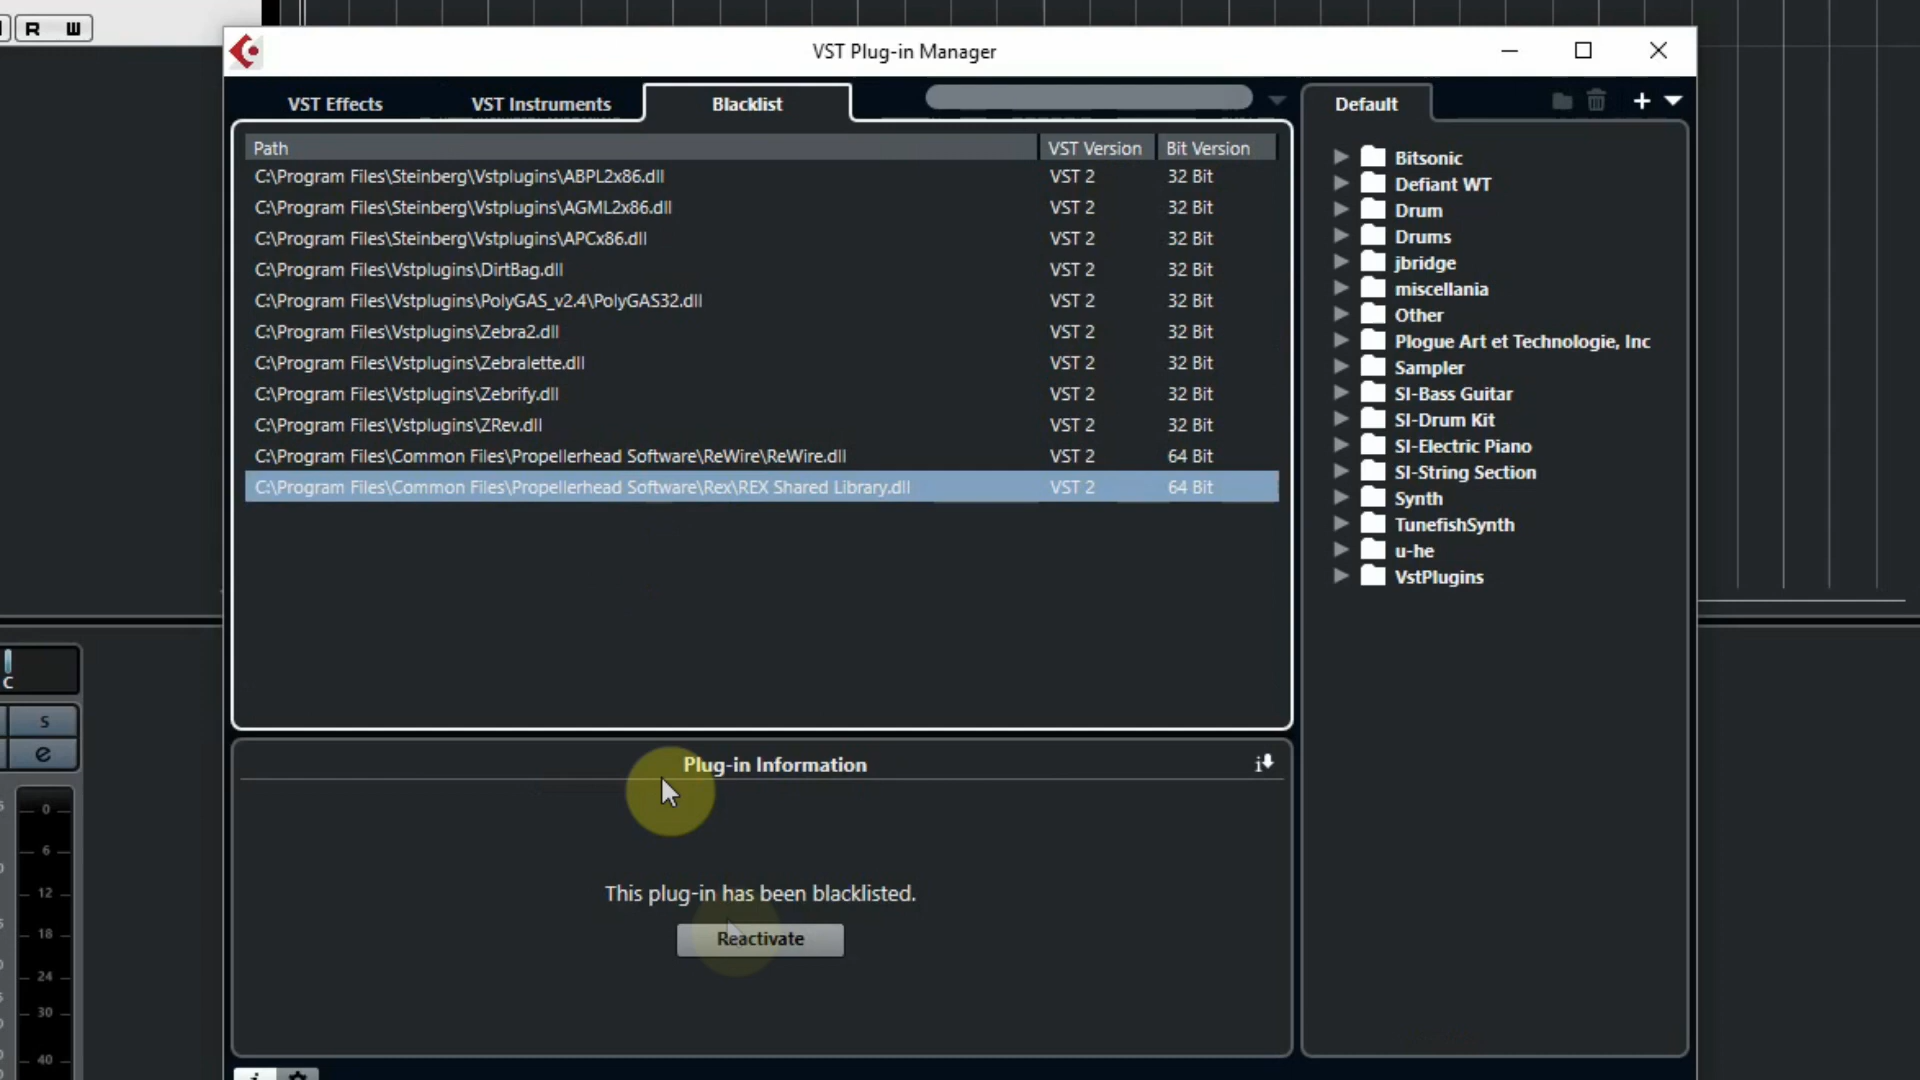 R W
VST Plug-in Manager
VST Effects VST Instruments Blacklist
Path VST Version Bit Version
C:\Program Files\Steinberg\Vstplugins\ABPL2x86.dll VST 2 32 Bit
C:\Program Files\Steinberg\Vstplugins\AGML2x86.dll VST 2 32 Bit
C:\Program Files\Steinberg\Vstplugins\APCx86.dll VST 2 32 Bit
C:\Program Files\Vstplugins\DirtBag.dll VST 2 32 Bit
C:\Program Files\Vstplugins\PolyGAS_v2.4\PolyGAS32.dll VST 2 32 Bit
C:\Program Files\Vstplugins\Zebra2.dll VST 2 32 Bit
C:\Program Files\Vstplugins\Zebralette.dll VST 2 32 Bit
C:\Program Files\Vstplugins\Zebrify.dll VST 2 32 Bit
C:\Program Files\Vstplugins\ZRev.dll VST 2 32 Bit
C:\Program Files\Common Files\Propellerhead Software\ReWire\ReWire.dll VST 2 64 Bit
C:\Program Files\Common Files\Propellerhead Software\Rex\REX Shared Library.dll VST 2 64 Bit
Plug-in Information
This plug-in has been blacklisted.
Reactivate
Default
Bitsonic
Defiant WT
Drum
Drums
jbridge
miscellania
Other
Plogue Art et Technologie, Inc
Sampler
SI-Bass Guitar
SI-Drum Kit
SI-Electric Piano
SI-String Section
Synth
TunefishSynth
u-he
VstPlugins
C
S
e
0
6
12
18
24
30
40